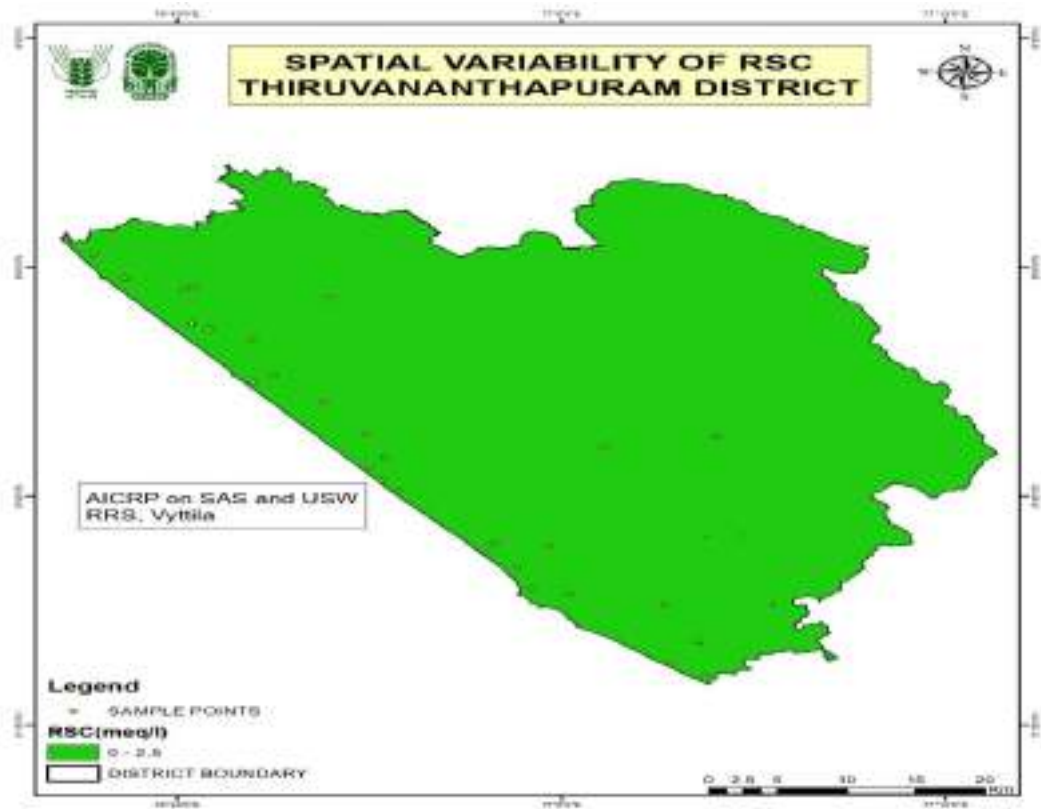 SPATIAL VARIABILITY OF RSC
THIRUVANANTHAPURAM DISTRICT
N
W
E
S
AICRP on SAS and USW
RRS, Vyttila
Legend
SAMPLE POINTS
RSC(meq/l)
0 - 2.5
DISTRICT BOUNDARY
0 2.5 5 10 15 20
Km